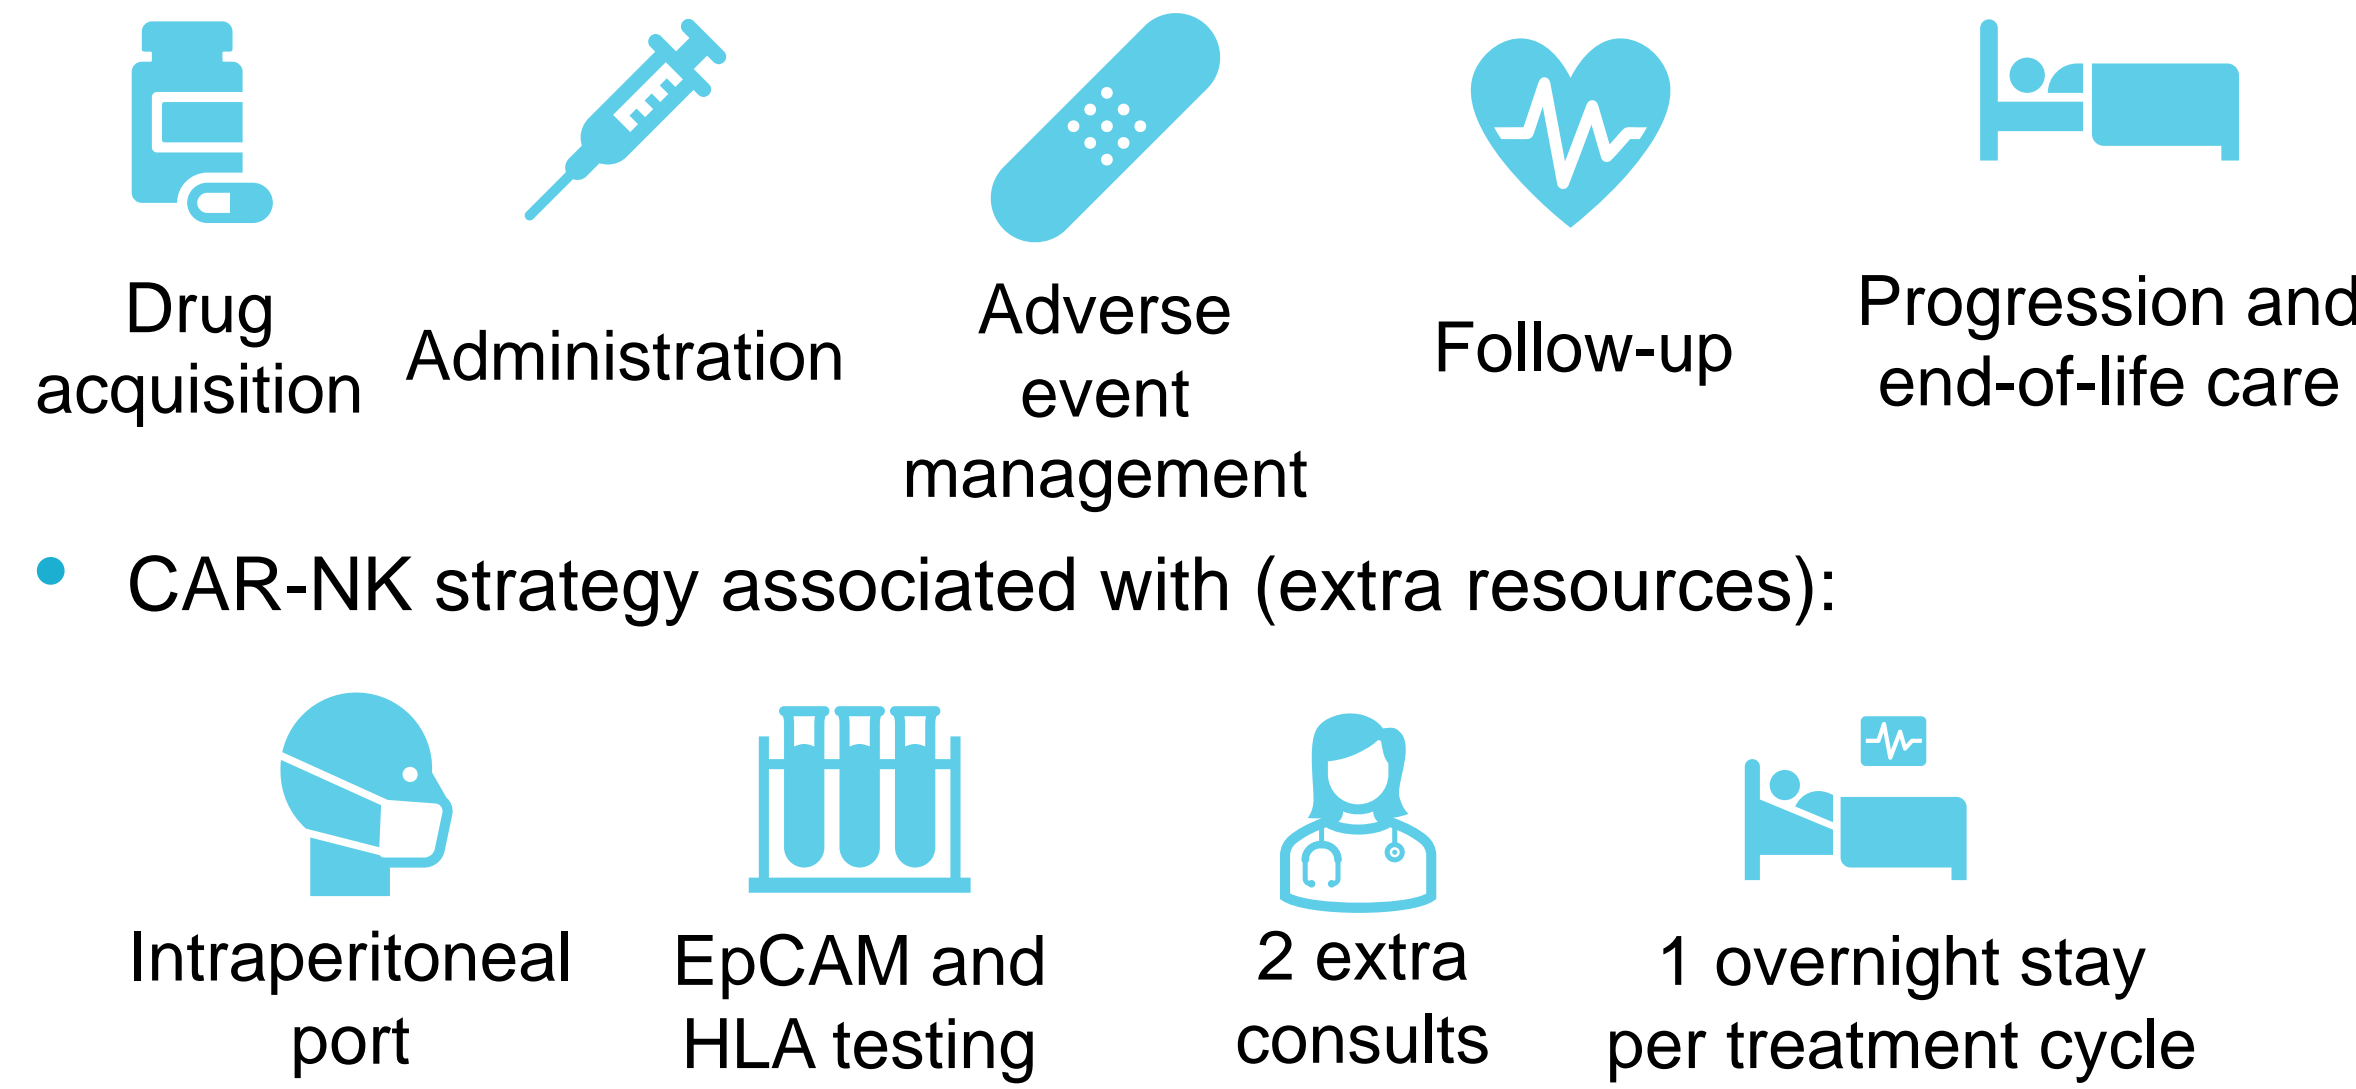 Drug
acquisition
Administration
Adverse
event
management
Follow-up
Progression and
end-of-life care
• CAR-NK strategy associated with (extra resources):
Intraperitoneal
port
EpCAM and
HLA testing
2 extra
consults
1 overnight stay
per treatment cycle